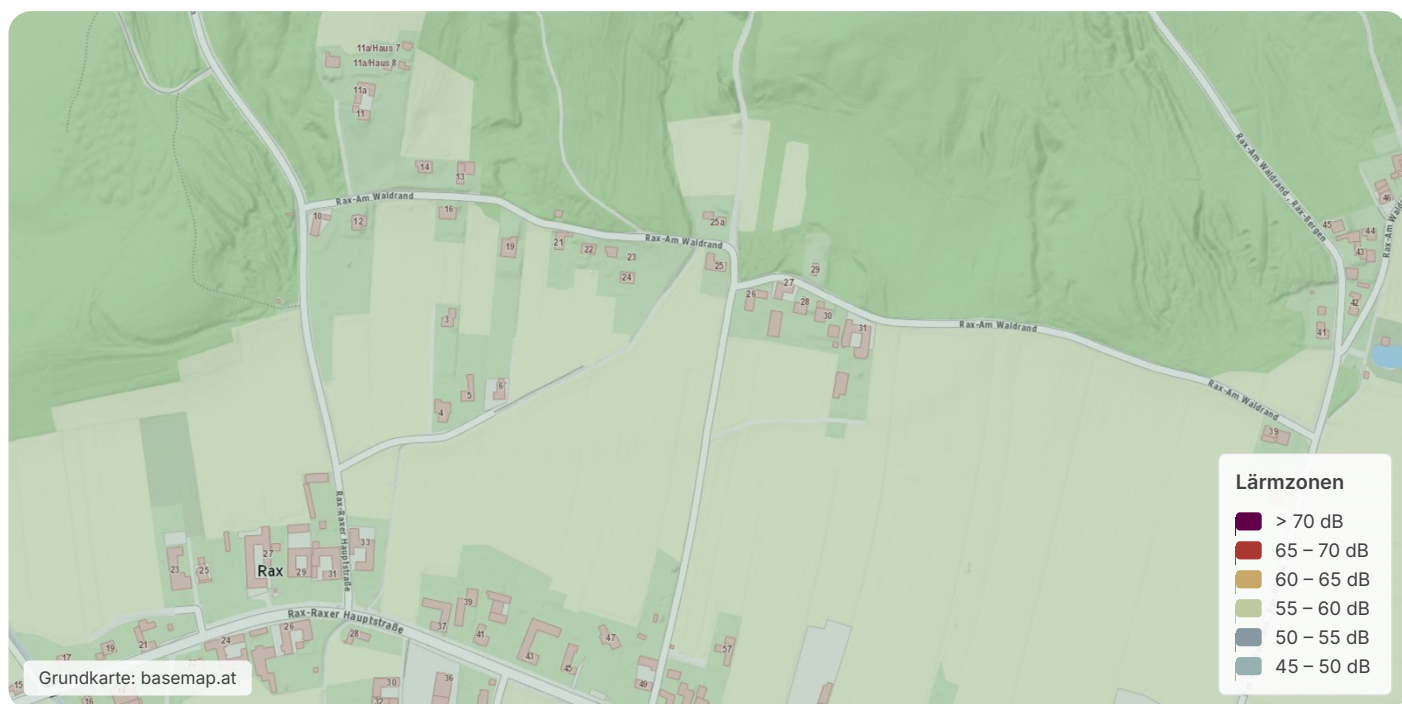 11a/Haus 7
11a/Haus 8
11a
11
14
13
Rax-Am Waldrand
10
12
16
19
21
22
23
24
Rax-Am Waldrand
25a
25
26
27
28
29
30
31
Rax-Am Waldrand
Rax-Am Waldrand
Rax-Am Waldrand, Rax-Bergen
46
45
44
43
42
41
39
3
4
5
6
Rax-Raxer Hauptstraße
23
25
27
29
31
33
Rax
Rax-Raxer Hauptstraße
15
17
19
21
24
26
28
30
32
36
37
39
41
43
45
47
49
57
16
Grundkarte: basemap.at
Lärmzonen
> 70 dB
65 – 70 dB
60 – 65 dB
55 – 60 dB
50 – 55 dB
45 – 50 dB